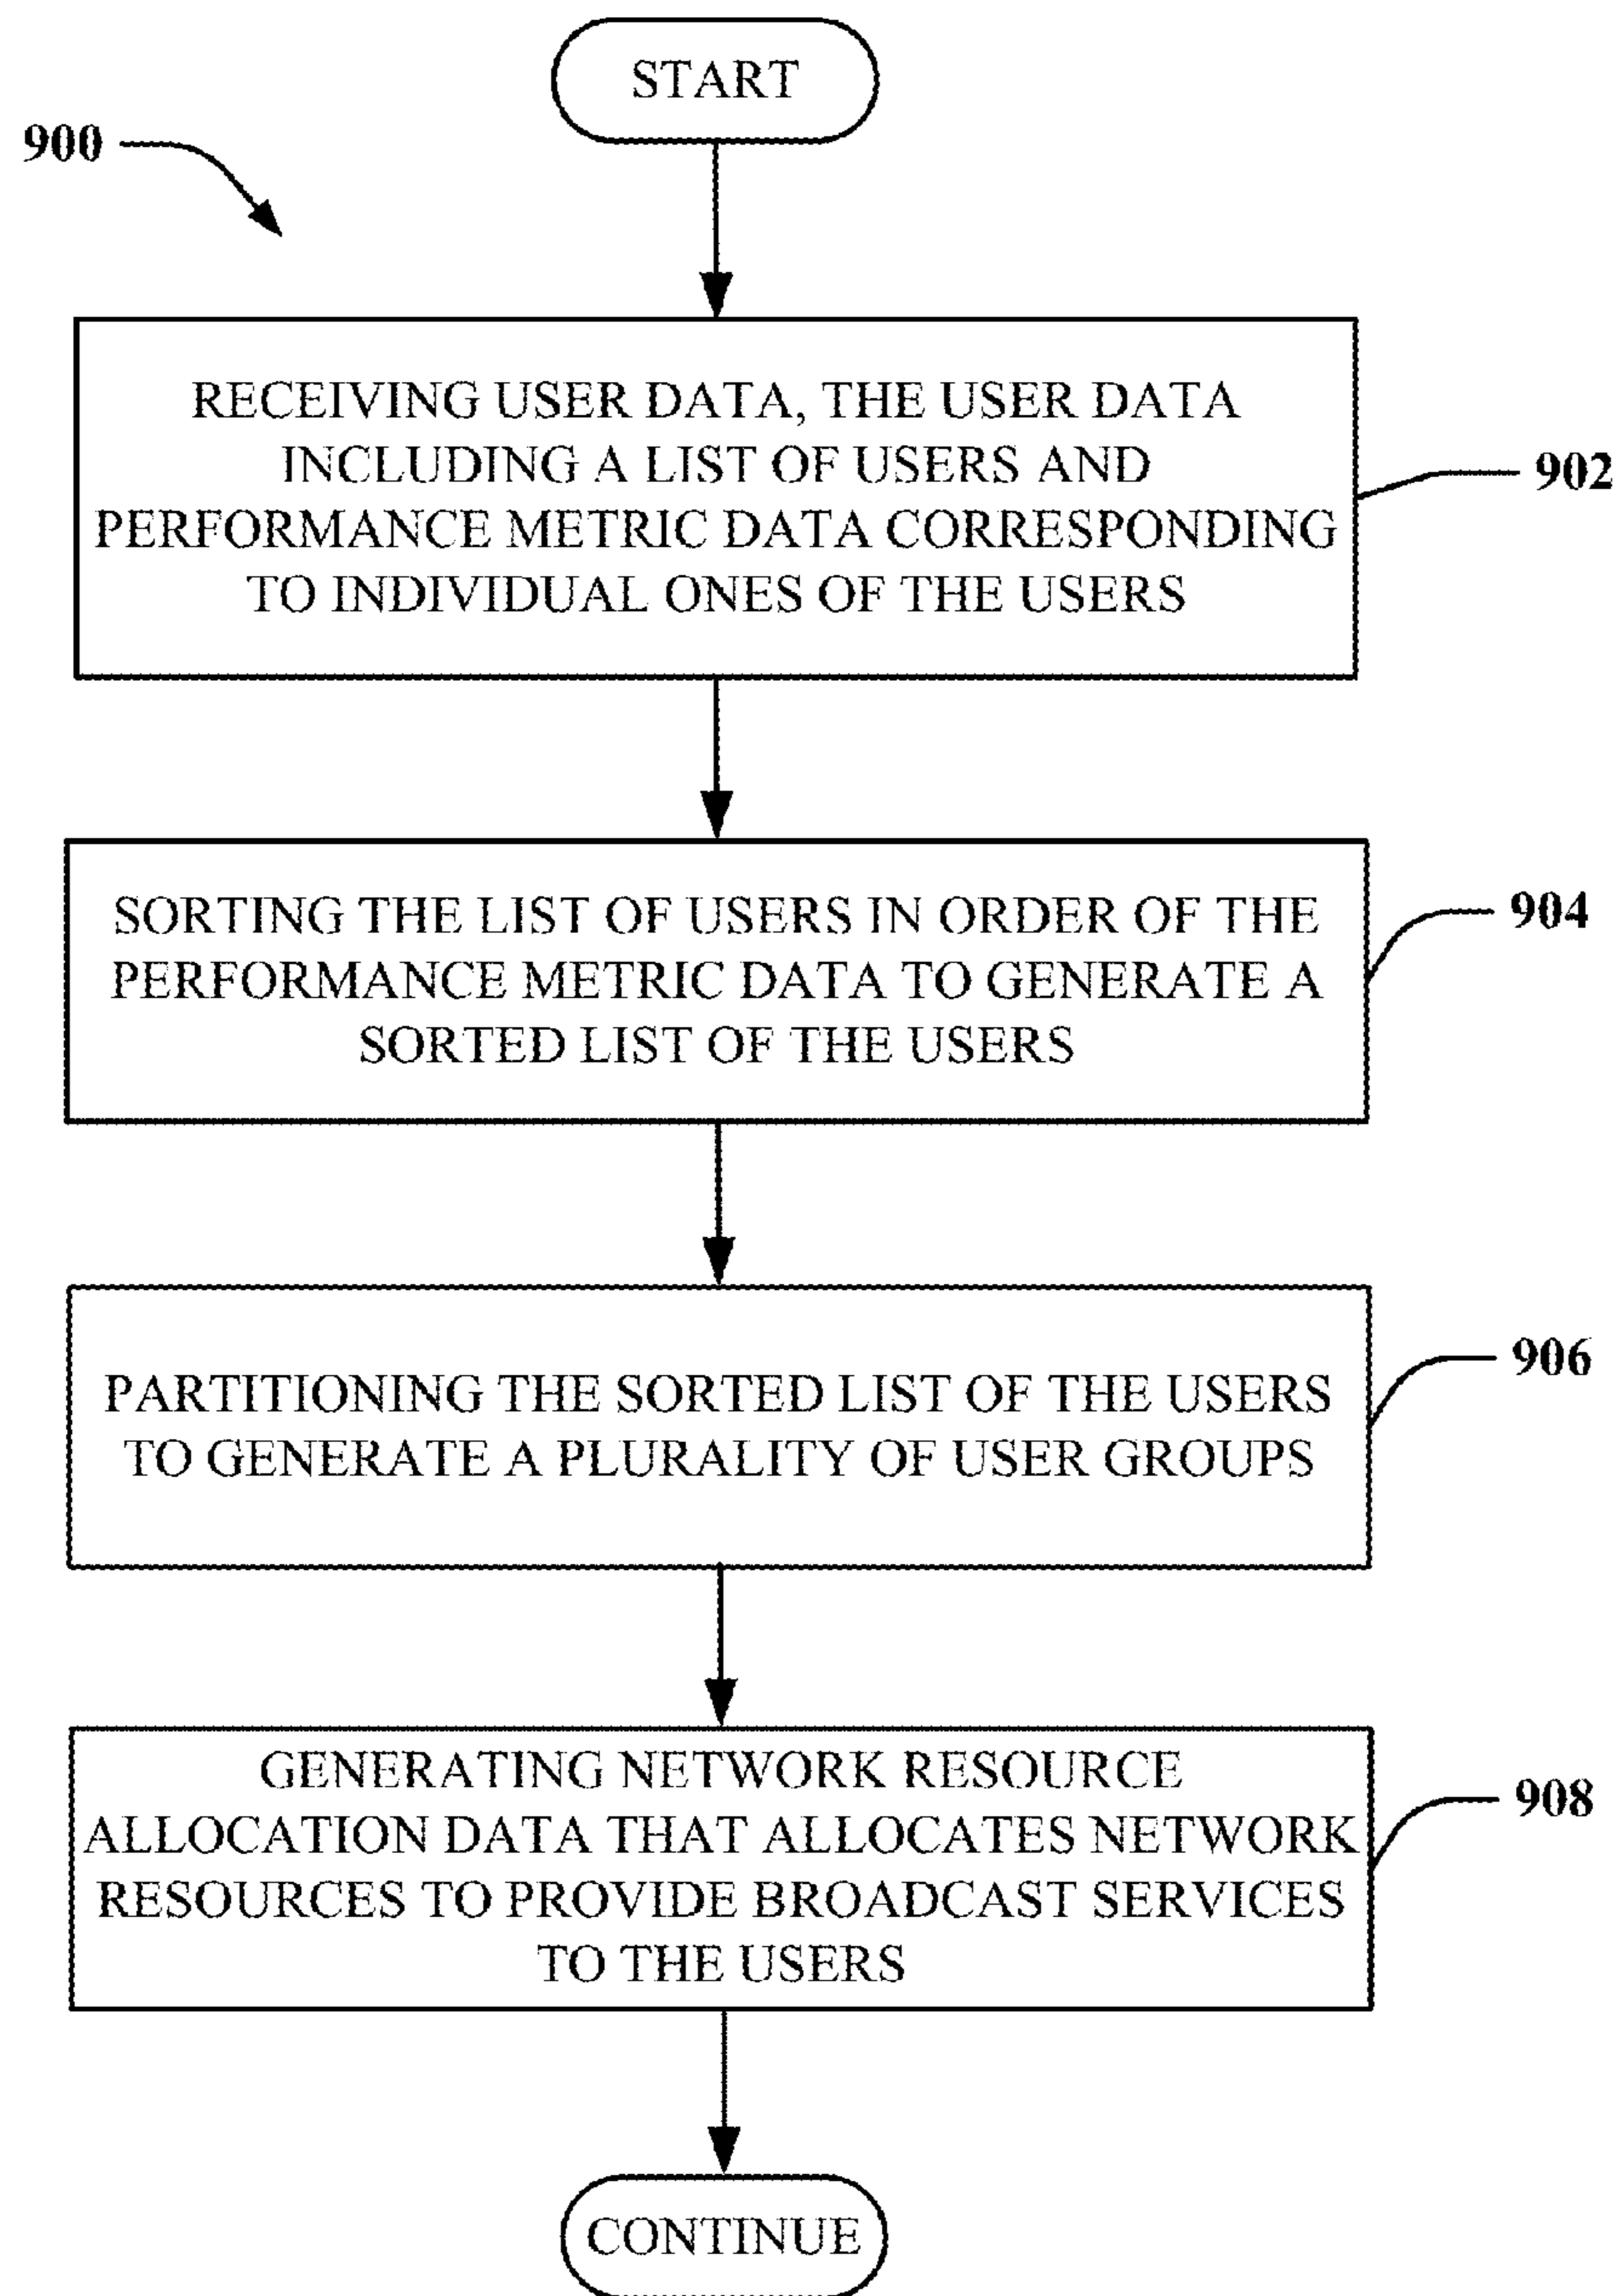 START
900
RECEIVING USER DATA, THE USER DATA
INCLUDING A LIST OF USERS AND
PERFORMANCE METRIC DATA CORRESPONDING
TO INDIVIDUAL ONES OF THE USERS
902
SORTING THE LIST OF USERS IN ORDER OF THE
PERFORMANCE METRIC DATA TO GENERATE A
SORTED LIST OF THE USERS
904
PARTITIONING THE SORTED LIST OF THE USERS
TO GENERATE A PLURALITY OF USER GROUPS
906
GENERATING NETWORK RESOURCE
ALLOCATION DATA THAT ALLOCATES NETWORK
RESOURCES TO PROVIDE BROADCAST SERVICES
TO THE USERS
908
CONTINUE